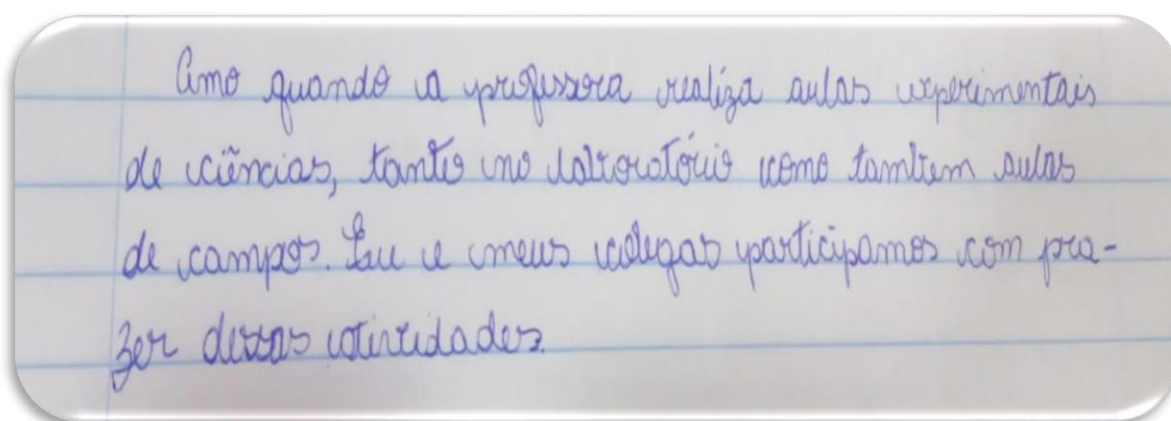 Amo quando a professora realiza aulas experimentais
de ciências, tanto no laboratório como tambem aulas
de campos. Eu e meus colegas participamos com pra-
zer dessas atividades.